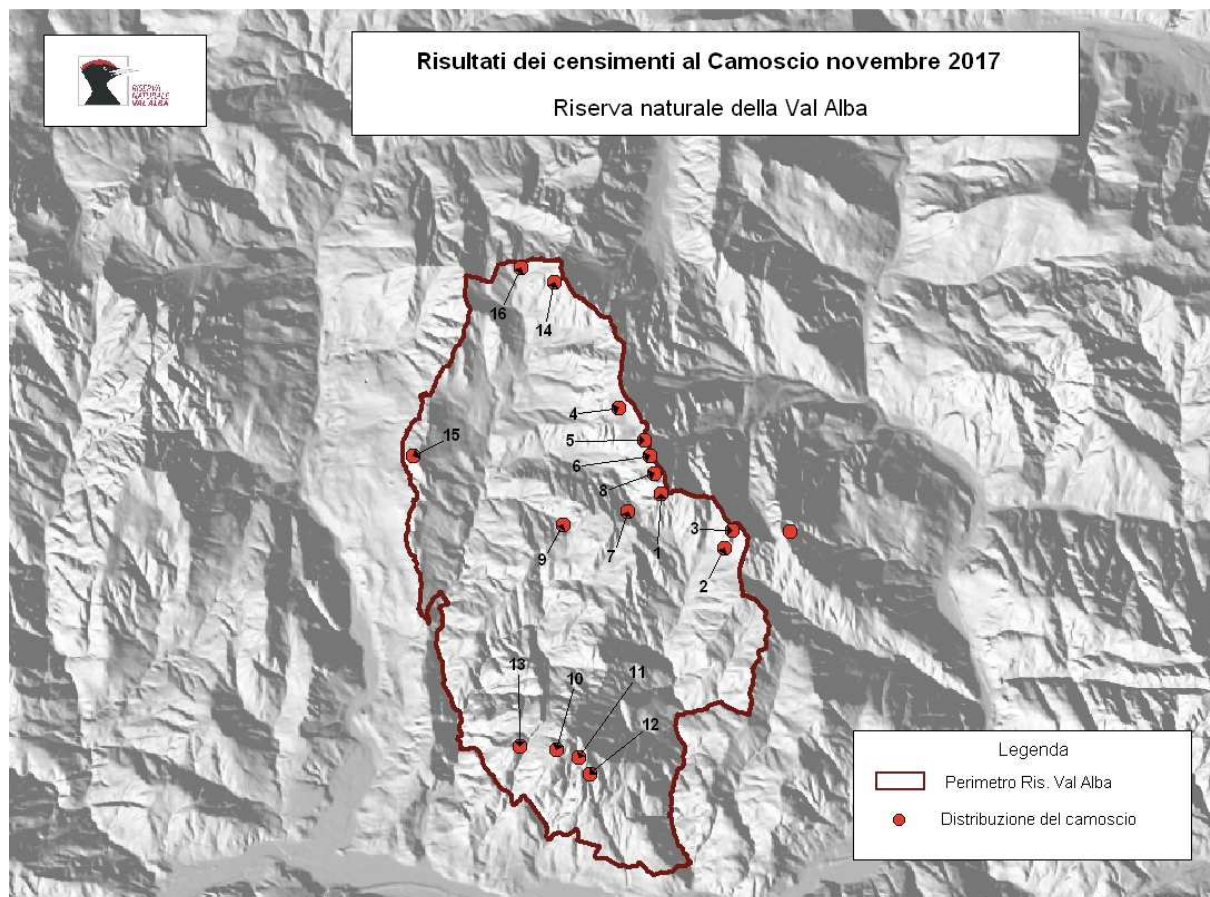 Risultati dei censimenti al Camoscio novembre 2017
Riserva naturale della Val Alba
RISERVA
NATURALE
VAL ALBA
16
14
4
5
15
6
8
3
9
7
1
2
13
10
11
12
Legenda
Perimetro Ris. Val Alba
Distribuzione del camoscio